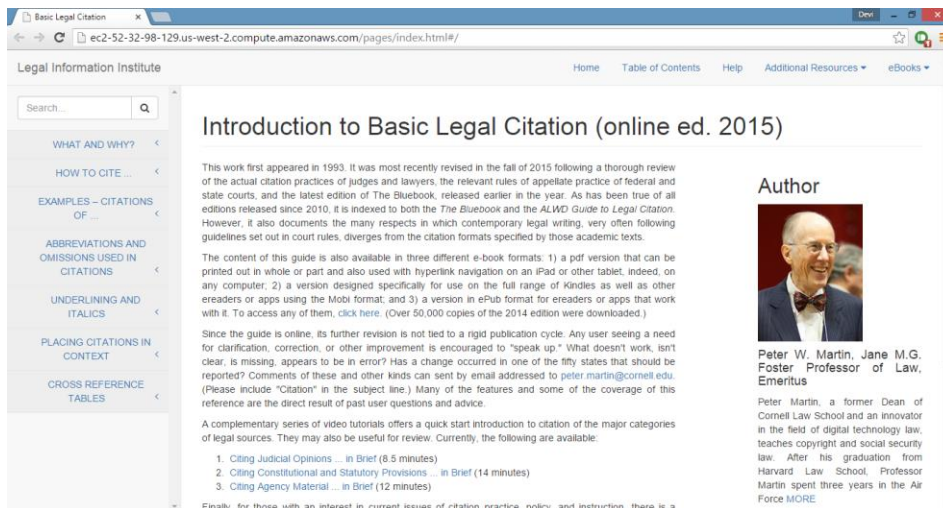 Basic Legal Citation
Devi
ec2-52-32-98-129.us-west-2.compute.amazonaws.com/pages/index.html#/
Legal Information Institute
Home Table of Contents Help Additional Resources eBooks
Search...
WHAT AND WHY?
HOW TO CITE ...
EXAMPLES – CITATIONS
OF ...
ABBREVIATIONS AND
OMISSIONS USED IN
CITATIONS
UNDERLINING AND
ITALICS
PLACING CITATIONS IN
CONTEXT
CROSS REFERENCE
TABLES
Introduction to Basic Legal Citation (online ed. 2015)
This work first appeared in 1993. It was most recently revised in the fall of 2015 following a thorough review
of the actual citation practices of judges and lawyers, the relevant rules of appellate practice of federal and
state courts, and the latest edition of The Bluebook, released earlier in the year. As has been true of all
editions released since 2010, it is indexed to both the The Blueboook and the ALWD Guide to Legal Citation.
However, it also documents the many respects in which contemporary legal writing, very often following
guidelines set out in court rules, diverges from the citation formats specified by those academic texts.
The content of this guide is also available in three different e-book formats: 1) a pdf version that can be
printed out in whole or part and also used with hyperlink navigation on an iPad or other tablet, indeed, on
any computer; 2) a version designed specifically for use on the full range of Kindles as well as other
ereaders or apps using the Mobi format; and 3) a version in ePub format for ereaders or apps that work
with it. To access any of them, click here. (Over 50,000 copies of the 2014 edition were downloaded.)
Since the guide is online, its further revision is not tied to a rigid publication cycle. Any user seeing a need
for clarification, correction, or other improvement is encouraged to "speak up." What doesn't work, isn't
clear, is missing, appears to be in error? Has a change occurred in one of the fifty states that should be
reported? Comments of these and other kinds can sent by email addressed to peter.martin@cornell.edu.
(Please include "Citation" in the subject line.) Many of the features and some of the coverage of this
reference are the direct result of past user questions and advice.
A complementary series of video tutorials offers a quick start introduction to citation of the major categories
of legal sources. They may also be useful for review. Currently, the following are available:
1. Citing Judicial Opinions ... in Brief (8.5 minutes)
2. Citing Constitutional and Statutory Provisions ... in Brief (14 minutes)
3. Citing Agency Material ... in Brief (12 minutes)
Finally, for those with an interest in current issues of citation practice, policy, and instruction, there is a
Author
Peter W. Martin, Jane M.G.
Foster Professor of Law,
Emeritus
Peter Martin, a former Dean of
Cornell Law School and an innovator
in the field of digital technology law,
teaches copyright and social security
law. After his graduation from
Harvard Law School, Professor
Martin spent three years in the Air
Force MORE